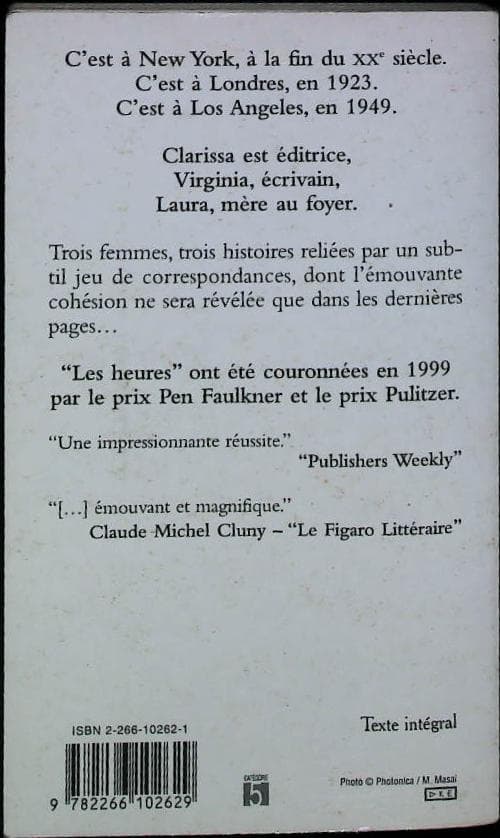 C'est à New York, à la fin du XXe siècle.
C'est à Londres, en 1923.
C'est à Los Angeles, en 1949.
Clarissa est éditrice,
Virginia, écrivain,
Laura, mère au foyer.
Trois femmes, trois histoires reliées par un sub-
til jeu de correspondances, dont l'émouvante
cohésion ne sera révélée que dans les dernières
pages…
"Les heures" ont été couronnées en 1999
par le prix Pen Faulkner et le prix Pulitzer.
"Une impressionnante réussite."
"Publishers Weekly"
"[…] émouvant et magnifique."
Claude Michel Cluny – "Le Figaro Littéraire"
Texte intégral
ISBN 2-266-10262-1
9 782266 102629
CATÉGORIE
5
Photo © Photonica / M. Masai